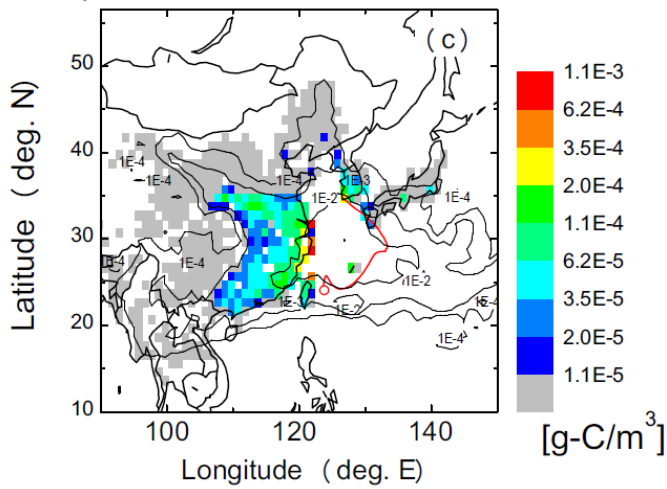 (c)
50
40
30
20
10
Latitude (deg. N)
1E-4
1E-4
1E-4
1E-3
1E-4
1E-2
1E-4
1E-4
1E-4
1E-2
1E-2
1E-4
1E-4
100
120
140
Longitude (deg. E)
1.1E-3
6.2E-4
3.5E-4
2.0E-4
1.1E-4
6.2E-5
3.5E-5
2.0E-5
1.1E-5
[g-C/m³]